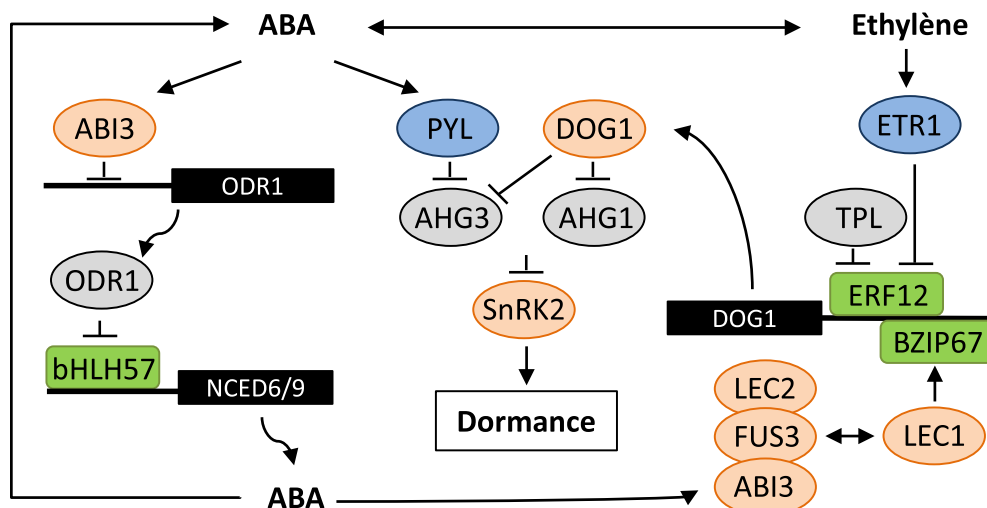 ABA
Ethylène
ABI3
PYL
DOG1
ETR1
ODR1
AHG3
AHG1
TPL
ODR1
SnRK2
ERF12
DOG1
BZIP67
bHLH57
NCED6/9
Dormance
LEC2
FUS3
LEC1
ABI3
ABA